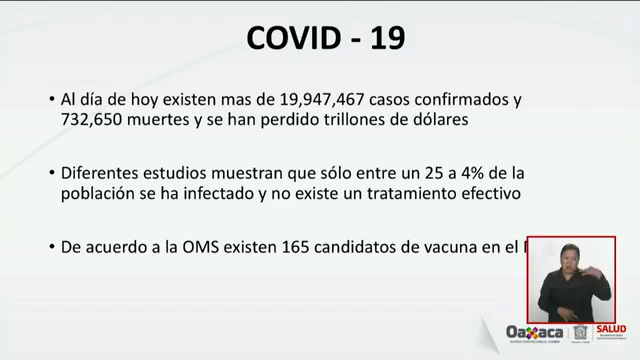 COVID - 19
• Al día de hoy existen mas de 19,947,467 casos confirmados y
732,650 muertes y se han perdido trillones de dólares
• Diferentes estudios muestran que sólo entre un 25 a 4% de la
población se ha infectado y no existe un tratamiento efectivo
• De acuerdo a la OMS existen 165 candidatos de vacuna en el
Oaxaca
SALUD